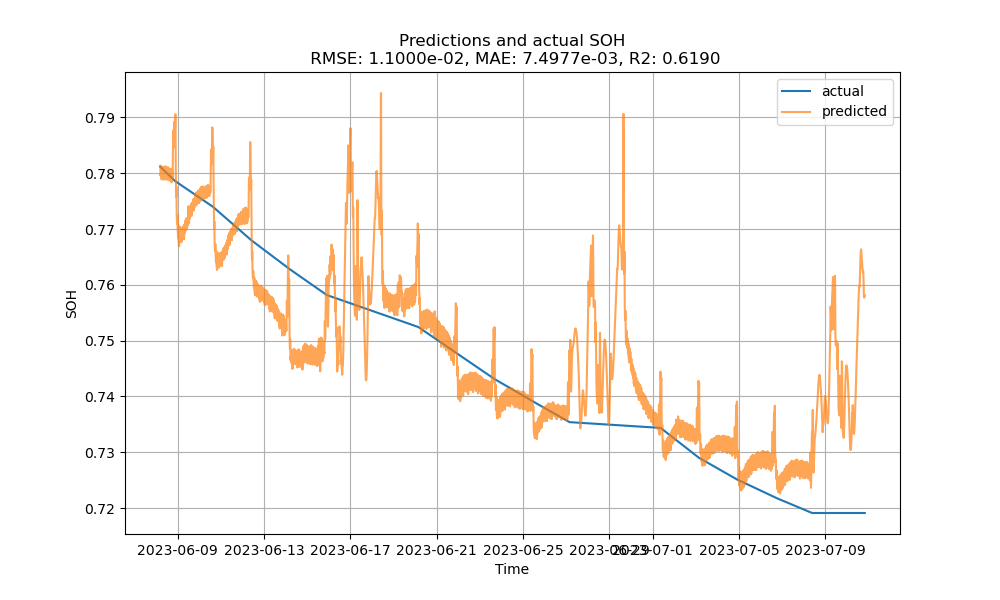 Predictions and actual SOH
RMSE: 1.1000e-02, MAE: 7.4977e-03, R2: 0.6190
actual
predicted
0.79
0.78
0.77
0.76
0.75
0.74
0.73
0.72
SOH
2023-06-09 2023-06-13 2023-06-17 2023-06-21 2023-06-25 2023-06-29 2023-07-01 2023-07-05 2023-07-09
Time